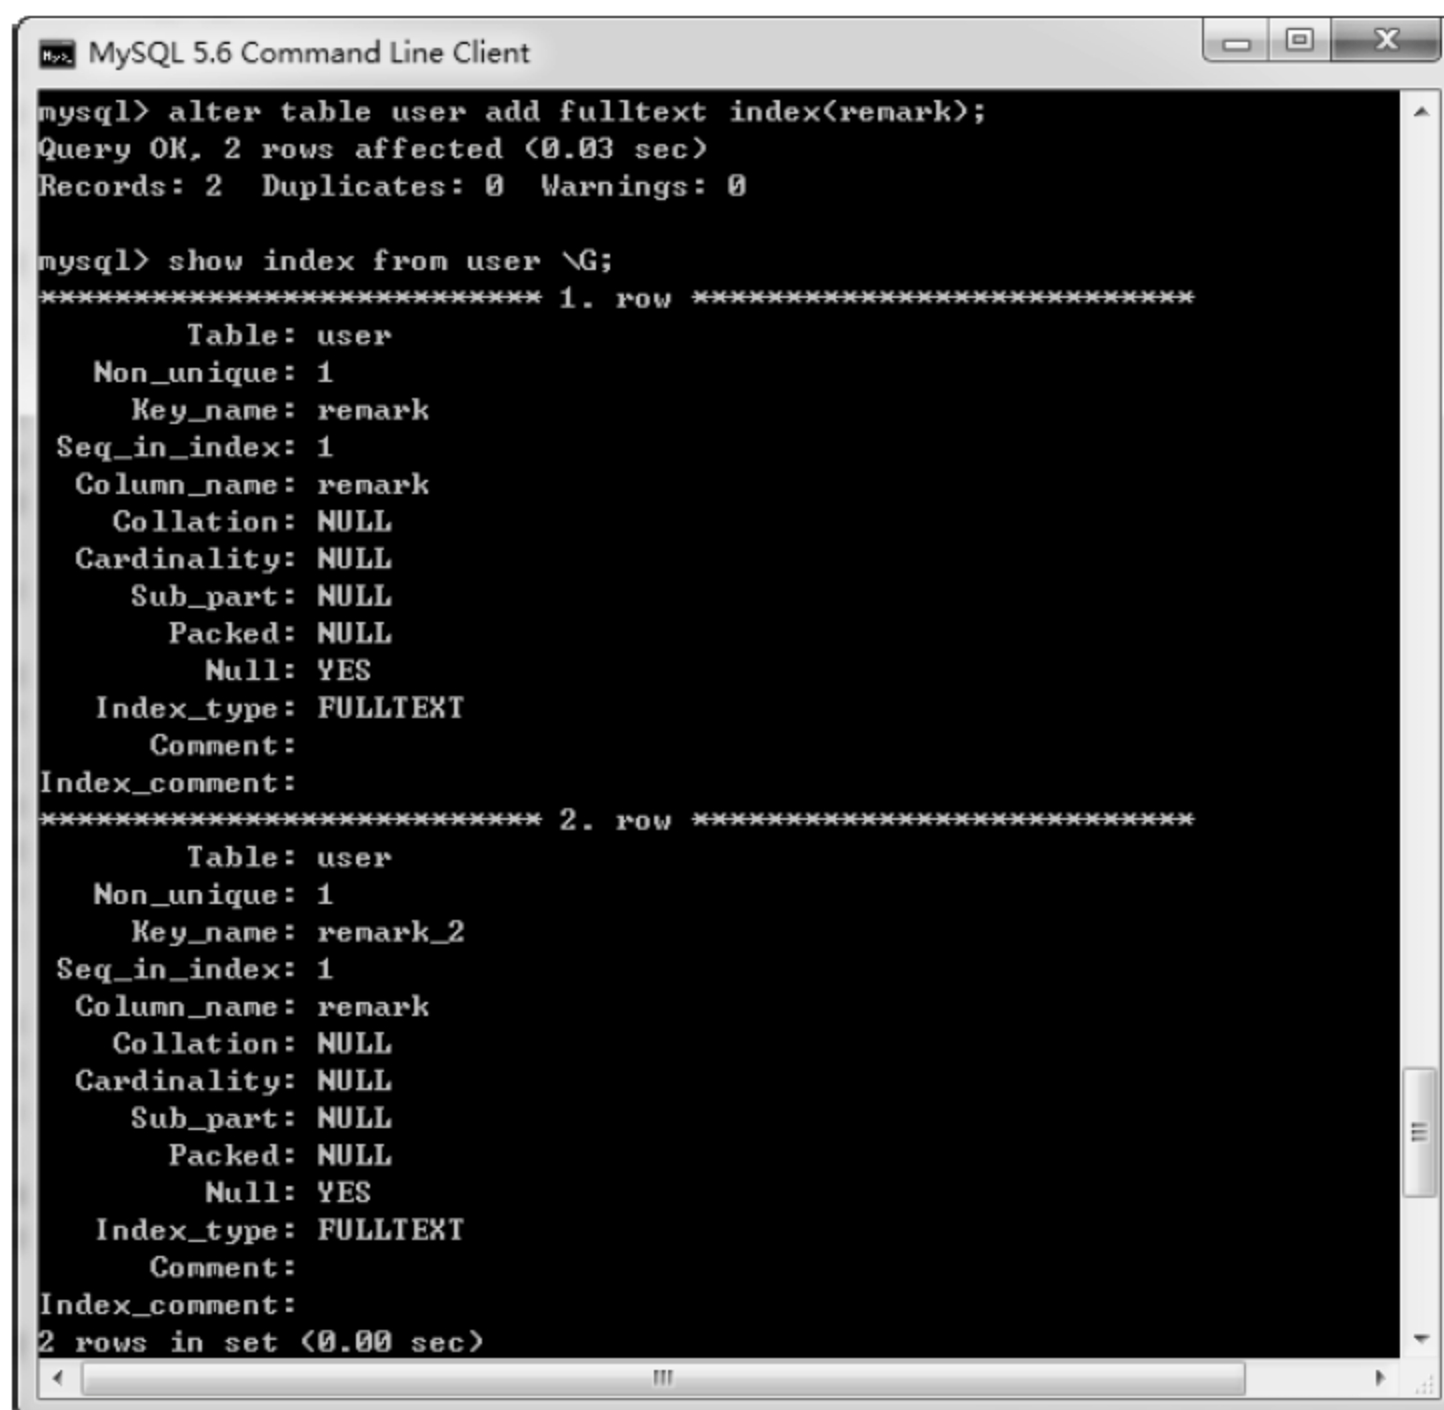 MySQL 5.6 Command Line Client
mysql> alter table user add fulltext index(remark);
Query OK, 2 rows affected (0.03 sec)
Records: 2  Duplicates: 0  Warnings: 0
mysql> show index from user \G;
*************************** 1. row ***************************
        Table: user
   Non_unique: 1
     Key_name: remark
 Seq_in_index: 1
  Column_name: remark
    Collation: NULL
  Cardinality: NULL
     Sub_part: NULL
       Packed: NULL
         Null: YES
   Index_type: FULLTEXT
      Comment:
Index_comment:
*************************** 2. row ***************************
        Table: user
   Non_unique: 1
     Key_name: remark_2
 Seq_in_index: 1
  Column_name: remark
    Collation: NULL
  Cardinality: NULL
     Sub_part: NULL
       Packed: NULL
         Null: YES
   Index_type: FULLTEXT
      Comment:
Index_comment:
2 rows in set (0.00 sec)